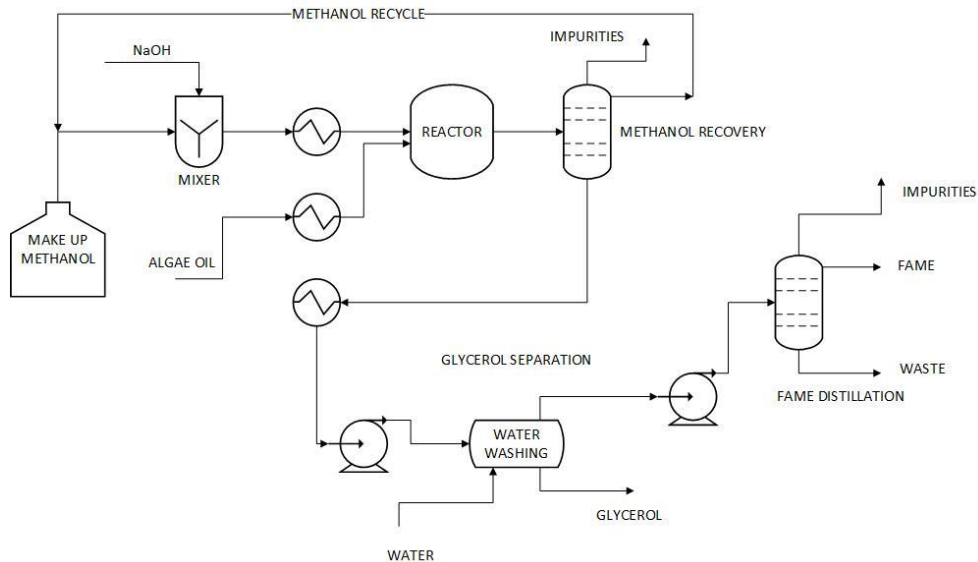 METHANOL RECYCLE
NaOH
IMPURITIES
REACTOR
METHANOL RECOVERY
MIXER
MAKE UP
METHANOL
ALGAE OIL
IMPURITIES
FAME
GLYCEROL SEPARATION
WASTE
FAME DISTILLATION
WATER
WASHING
GLYCEROL
WATER